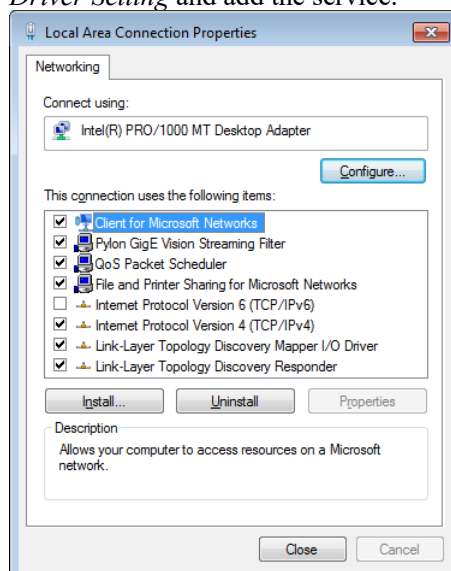 Driver Setting and add the service.
Local Area Connection Properties
Networking
Connect using:
Intel(R) PRO/1000 MT Desktop Adapter
Configure...
This connection uses the following items:
Client for Microsoft Networks
Pylon GigE Vision Streaming Filter
QoS Packet Scheduler
File and Printer Sharing for Microsoft Networks
Internet Protocol Version 6 (TCP/IPv6)
Internet Protocol Version 4 (TCP/IPv4)
Link-Layer Topology Discovery Mapper I/O Driver
Link-Layer Topology Discovery Responder
Install... Uninstall Properties
Description
Allows your computer to access resources on a Microsoft
network.
Close Cancel